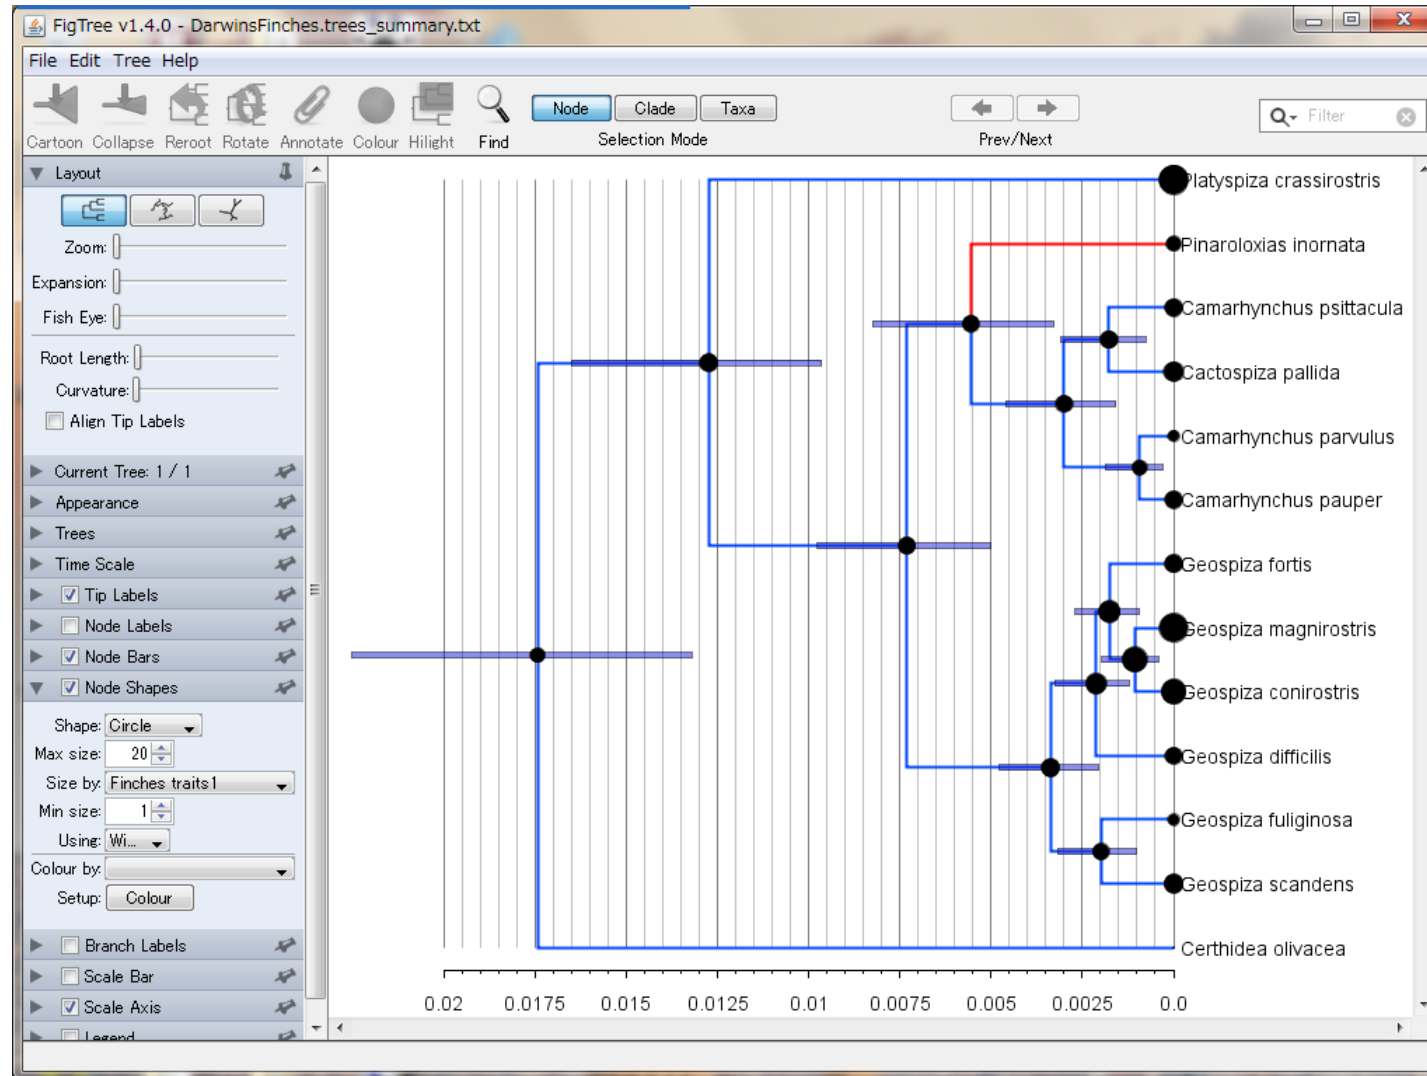 FigTree v1.4.0 - DarwinsFinches.trees_summary.txt
File Edit Tree Help
Cartoon Collapse Reroot Rotate Annotate Colour Hilight Find
Node Clade Taxa
Selection Mode
Prev/Next
Filter
Layout
Zoom:
Expansion:
Fish Eye:
Root Length:
Curvature:
Align Tip Labels
Current Tree: 1 / 1
Appearance
Trees
Time Scale
Tip Labels
Node Labels
Node Bars
Node Shapes
Shape: Circle
Max size: 20
Size by: Finches traits1
Min size: 1
Using: Wi...
Colour by:
Setup: Colour
Branch Labels
Scale Bar
Scale Axis
Legend
Platyspiza crassirostris
Pinaroloxias inornata
Camarhynchus psittacula
Cactospiza pallida
Camarhynchus parvulus
Camarhynchus pauper
Geospiza fortis
Geospiza magnirostris
Geospiza conirostris
Geospiza difficilis
Geospiza fuliginosa
Geospiza scandens
Certhidea olivacea
0.02 0.0175 0.015 0.0125 0.01 0.0075 0.005 0.0025 0.0